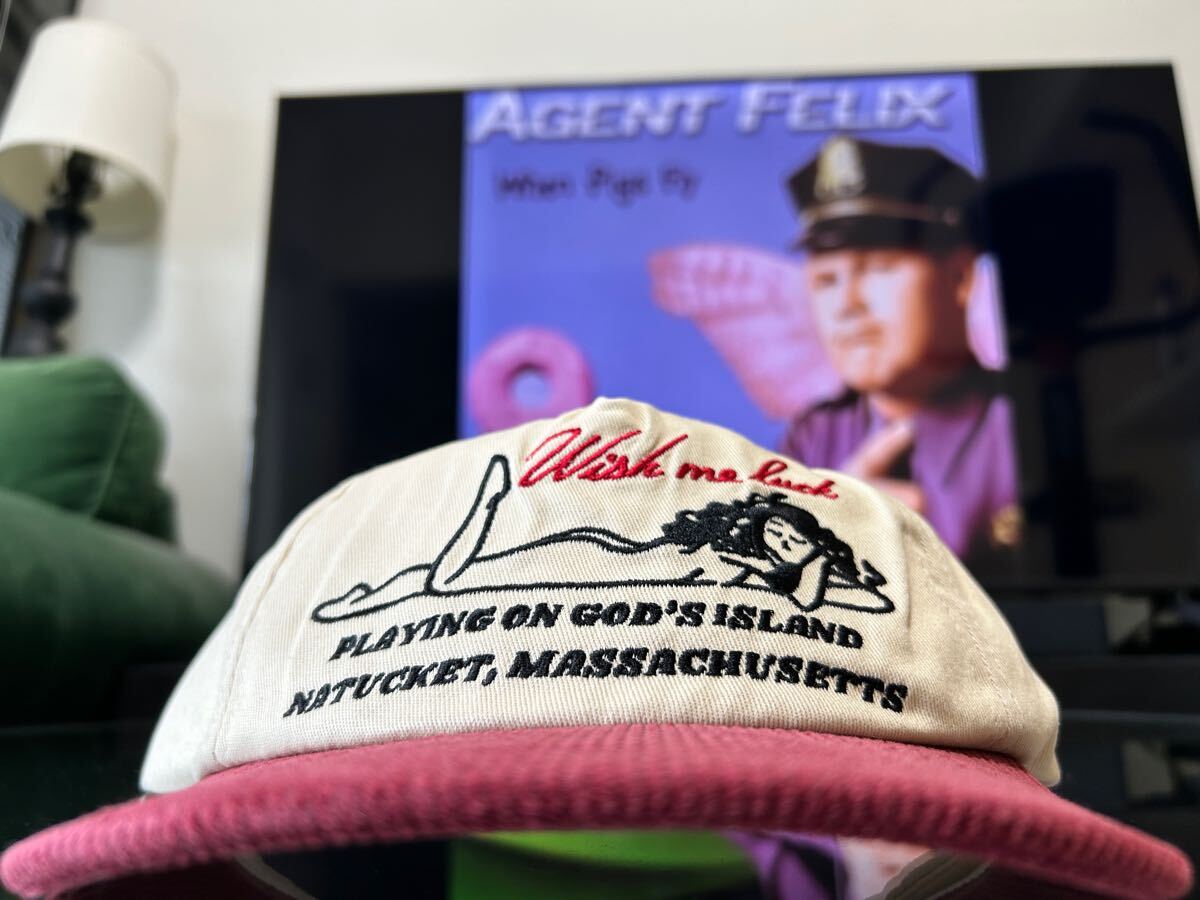 AGENT FELIX
When Pigs Fly
Wish me luck
PLAYING ON GOD'S ISLAND
NATUCKET, MASSACHUSETTS